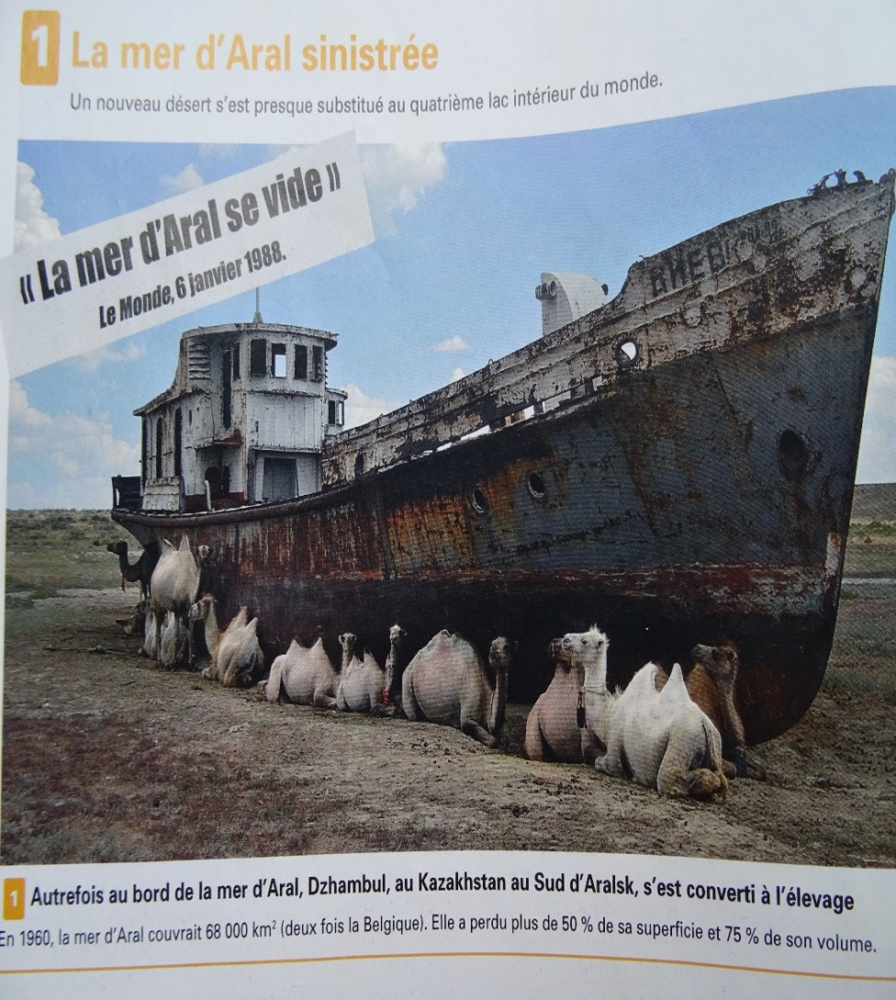 1 La mer d'Aral sinistrée
Un nouveau désert s'est presque substitué au quatrième lac intérieur du monde.
« La mer d'Aral se vide »
Le Monde, 6 janvier 1988.
1 Autrefois au bord de la mer d'Aral, Dzhambul, au Kazakhstan au Sud d'Aralsk, s'est converti à l'élevage
En 1960, la mer d'Aral couvrait 68 000 km² (deux fois la Belgique). Elle a perdu plus de 50 % de sa superficie et 75 % de son volume.